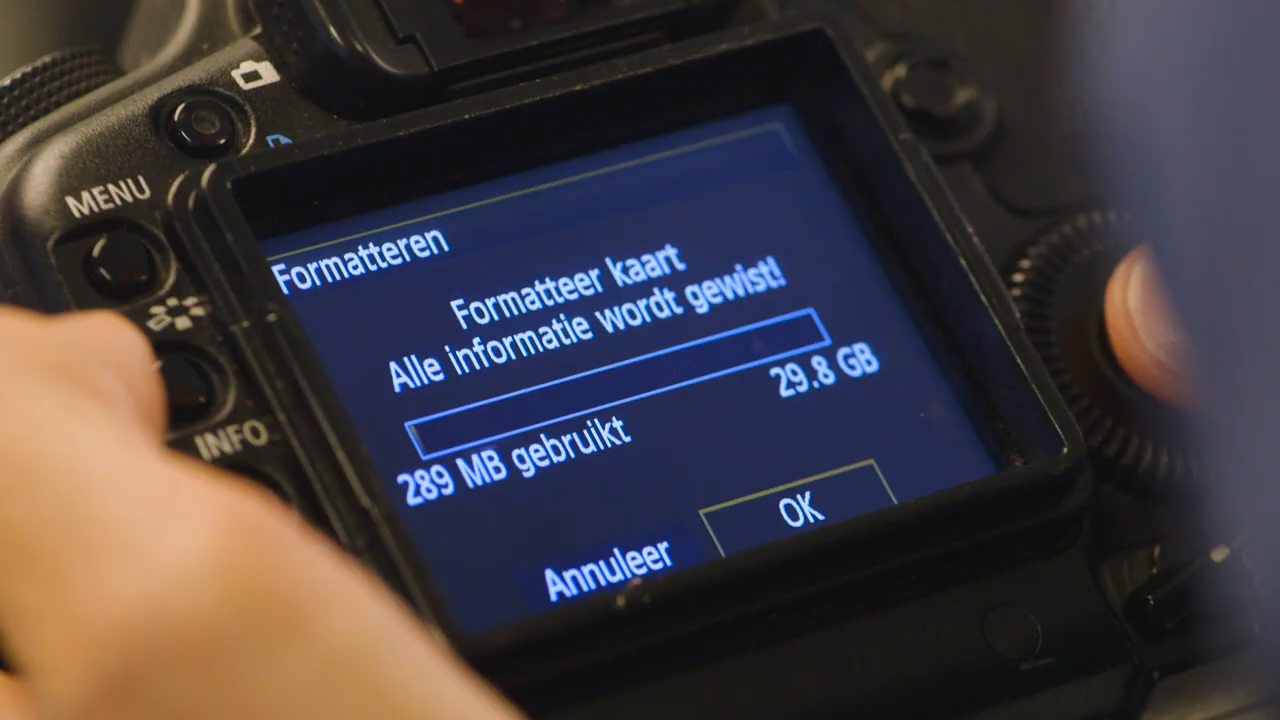 MENU
INFO
Formatteren
Formatteer kaart
Alle informatie wordt gewist!
29.8 GB
289 MB gebruikt
OK
Annuleer